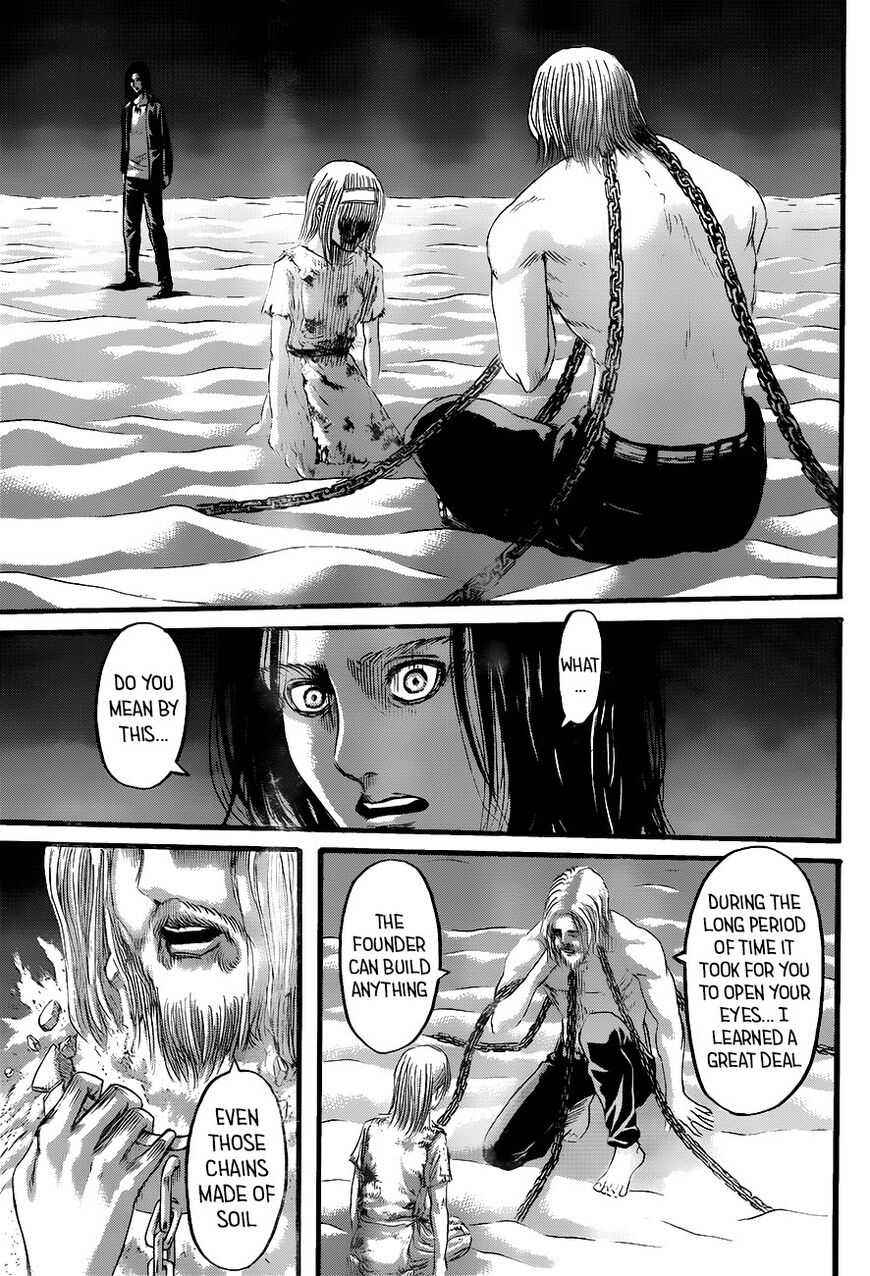 WHAT
...
DO YOU
MEAN BY
THIS...
DURING THE
LONG PERIOD
OF TIME IT
TOOK FOR YOU
TO OPEN YOUR
EYES... I
LEARNED A
GREAT DEAL
THE
FOUNDER
CAN BUILD
ANYTHING
EVEN
THOSE
CHAINS
MADE OF
SOIL